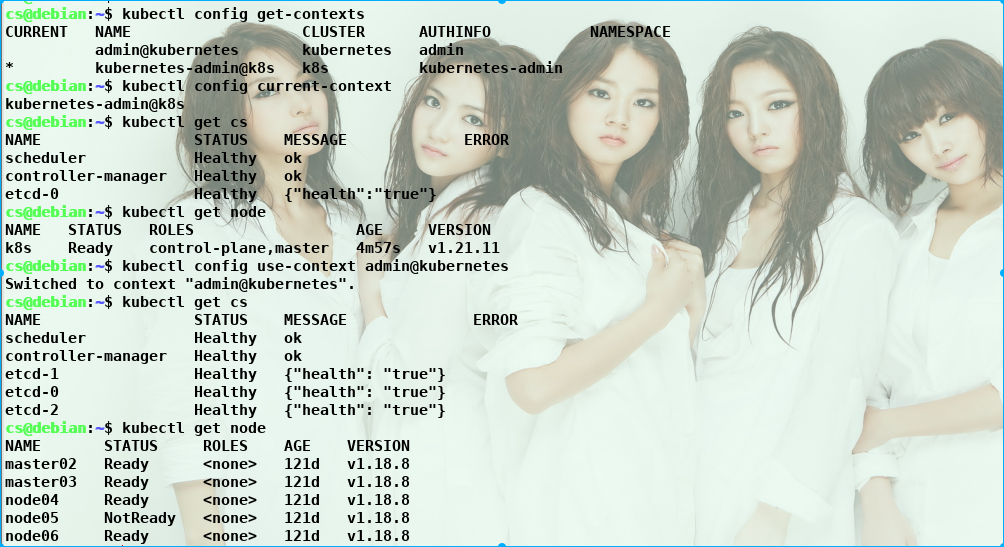 cs@debian:~$ kubectl config get-contexts
CURRENT   NAME                   CLUSTER      AUTHINFO           NAMESPACE
          admin@kubernetes       kubernetes   admin
*         kubernetes-admin@k8s   k8s          kubernetes-admin
cs@debian:~$ kubectl config current-context
kubernetes-admin@k8s
cs@debian:~$ kubectl get cs
NAME                 STATUS    MESSAGE             ERROR
scheduler            Healthy   ok
controller-manager   Healthy   ok
etcd-0               Healthy   {"health":"true"}
cs@debian:~$ kubectl get node
NAME   STATUS   ROLES                  AGE     VERSION
k8s    Ready    control-plane,master   4m57s   v1.21.11
cs@debian:~$ kubectl config use-context admin@kubernetes
Switched to context "admin@kubernetes".
cs@debian:~$ kubectl get cs
NAME                 STATUS    MESSAGE              ERROR
scheduler            Healthy   ok
controller-manager   Healthy   ok
etcd-1               Healthy   {"health": "true"}
etcd-0               Healthy   {"health": "true"}
etcd-2               Healthy   {"health": "true"}
cs@debian:~$ kubectl get node
NAME       STATUS     ROLES    AGE    VERSION
master02   Ready      <none>   121d   v1.18.8
master03   Ready      <none>   121d   v1.18.8
node04     Ready      <none>   121d   v1.18.8
node05     NotReady   <none>   121d   v1.18.8
node06     Ready      <none>   121d   v1.18.8